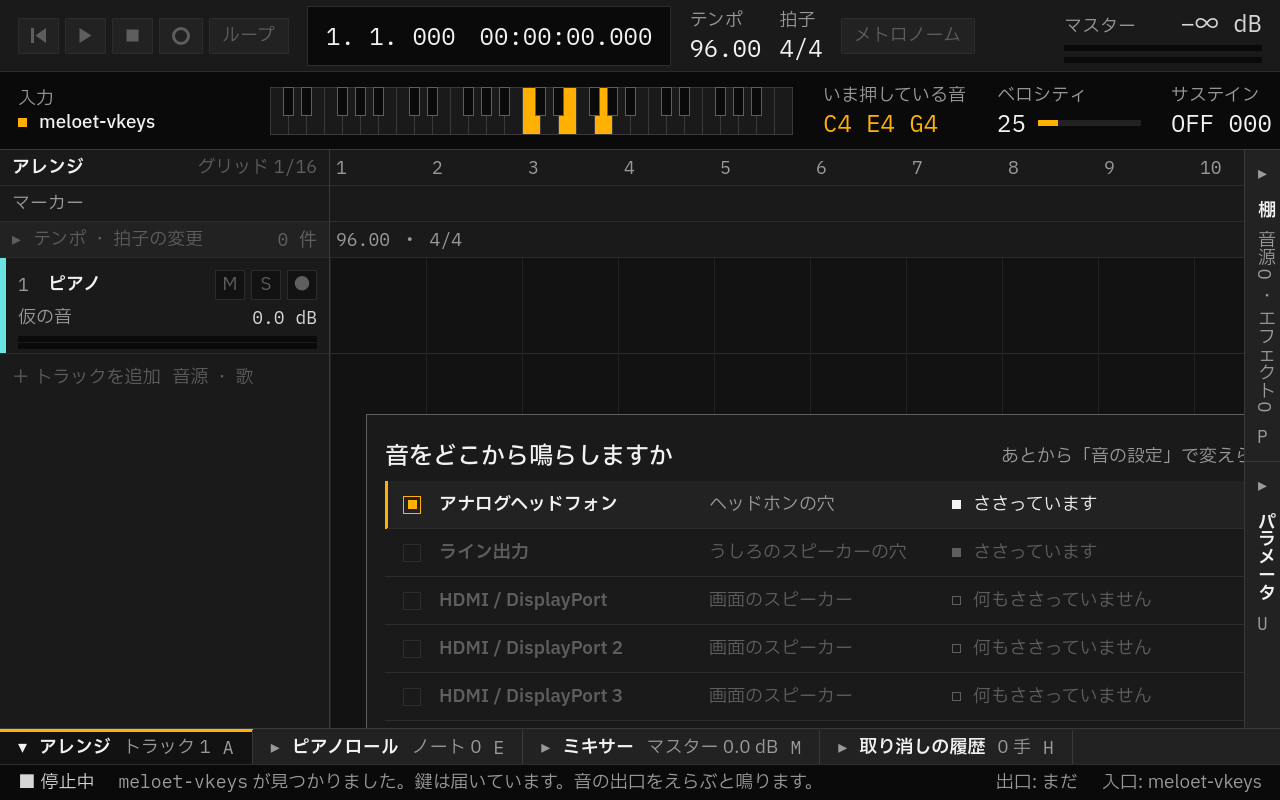 ループ
1. 1. 000 00:00:00.000
テンポ 拍子
96.00 4/4
メトロノーム
マスター −∞ dB
入力
meloet-vkeys
いま押している音 ベロシティ サステイン
C4 E4 G4 25 OFF 000
アレンジ グリッド 1/16
1 2 3 4 5 6 7 8 9 10
マーカー
テンポ · 拍子の変更 0 件
96.00 · 4/4
1 ピアノ M S
仮の音 0.0 dB
＋ トラックを追加 音源 · 歌
音をどこから鳴らしますか あとから「音の設定」で変えら
アナログヘッドフォン ヘッドホンの穴 ささっています
ライン出力 うしろのスピーカーの穴 ささっています
HDMI / DisplayPort 画面のスピーカー 何もささっていません
HDMI / DisplayPort 2 画面のスピーカー 何もささっていません
HDMI / DisplayPort 3 画面のスピーカー 何もささっていません
棚 音源 0 · エフェクト 0 P
パラメータ U
アレンジ トラック 1 A
ピアノロール ノート 0 E
ミキサー マスター 0.0 dB M
取り消しの履歴 0 手 H
停止中 meloet-vkeys が見つかりました。鍵は届いています。音の出口をえらぶと鳴ります。
出口: まだ 入口: meloet-vkeys